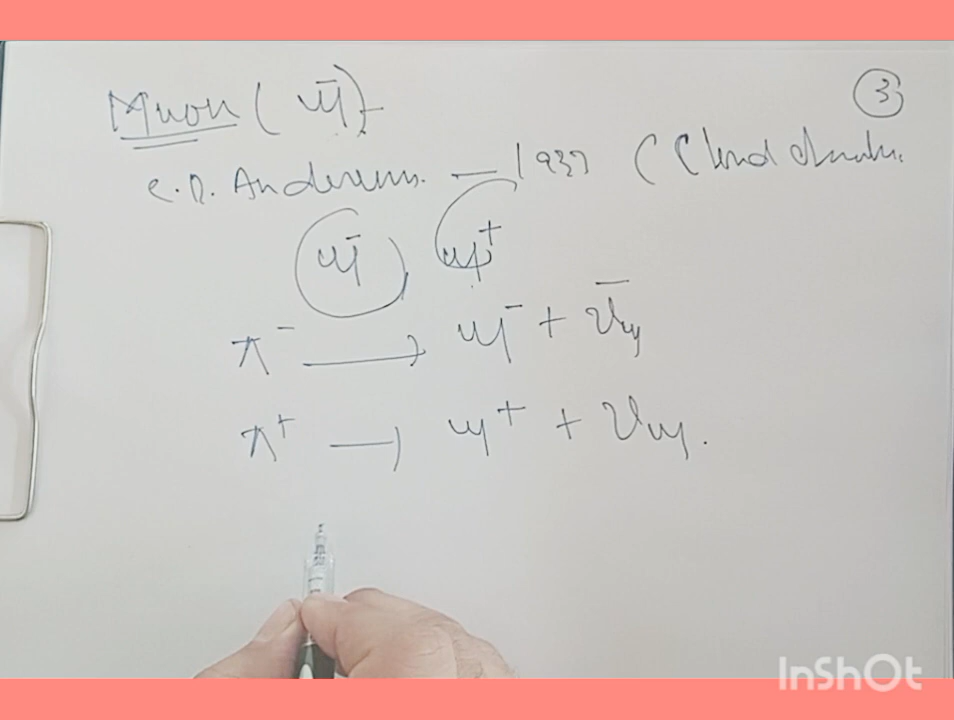 Muon (μ⁻)
③
C.D. Anderson. — 1937 (Cloud chamber
μ⁻, μ⁺
π⁻ ⟶ μ⁻ + ν̄μ
π⁺ ⟶ μ⁺ + νμ.
InShOt